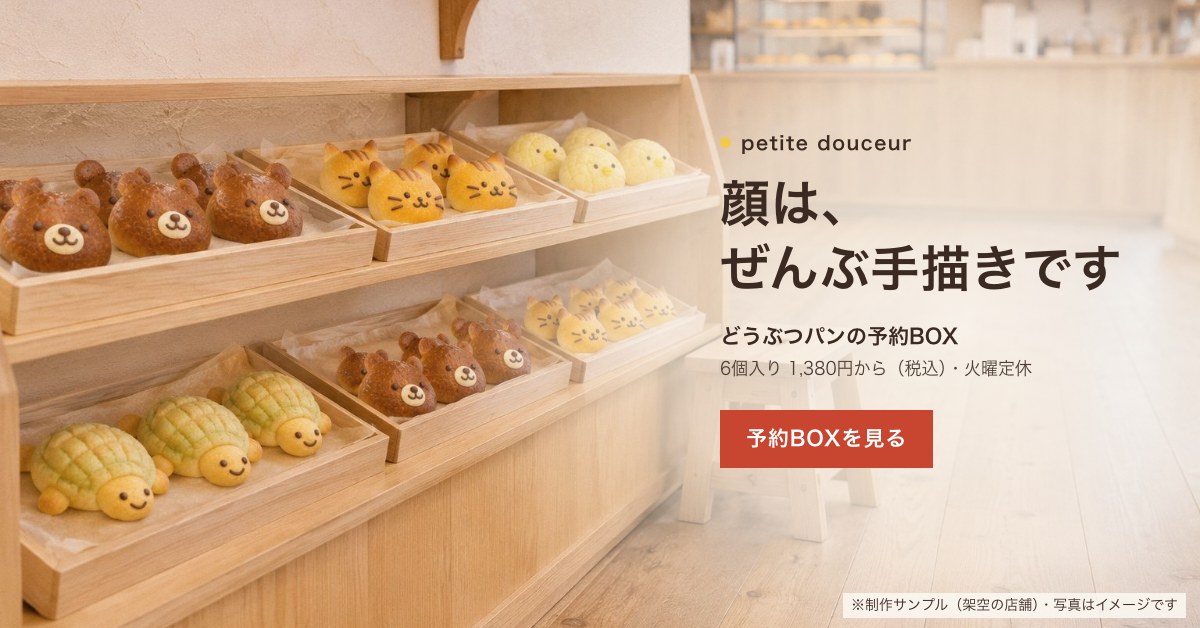 petite douceur
顔は、
ぜんぶ手描きです
どうぶつパンの予約BOX
6個入り 1,380円から（税込）・火曜定休
予約BOXを見る
※制作サンプル（架空の店舗）・写真はイメージです